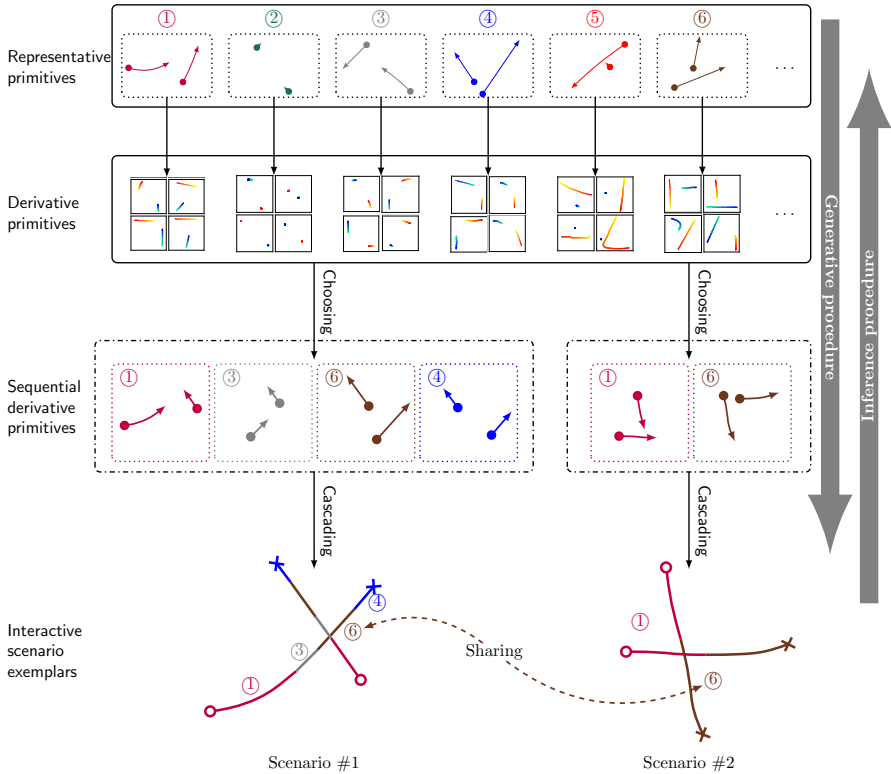 ① ② ③ ④ ⑤ ⑥
Representative
primitives
...
Derivative
primitives
...
Generative procedure
Inference procedure
Choosing
Choosing
Sequential
derivative
primitives
① ③ ⑥ ④
① ⑥
Cascading
Cascading
Interactive
scenario
exemplars
① ③ ⑥ ④
Sharing
① ⑥
Scenario #1
Scenario #2